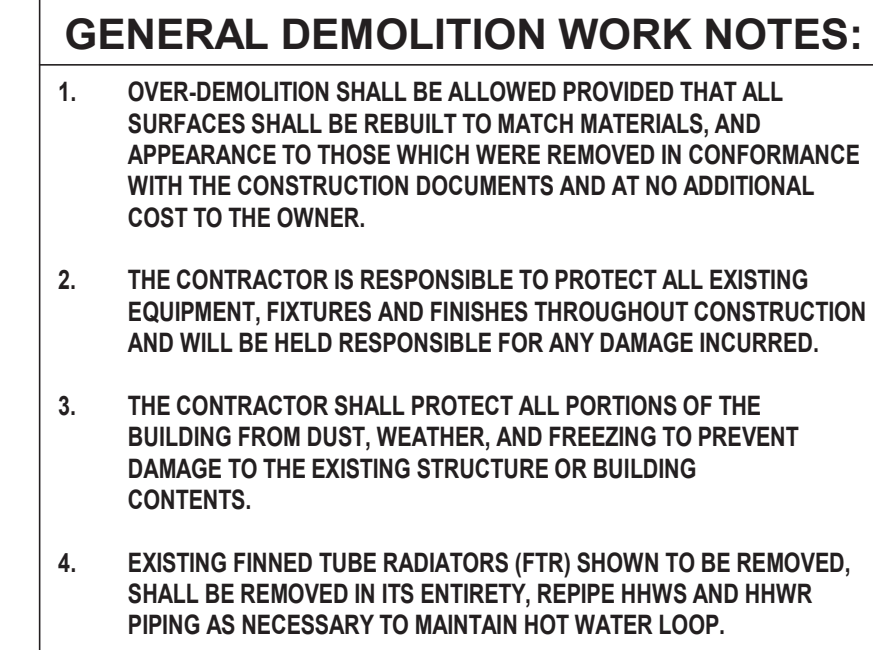 GENERAL DEMOLITION WORK NOTES:
1. OVER-DEMOLITION SHALL BE ALLOWED PROVIDED THAT ALL
SURFACES SHALL BE REBUILT TO MATCH MATERIALS, AND
APPEARANCE TO THOSE WHICH WERE REMOVED IN CONFORMANCE
WITH THE CONSTRUCTION DOCUMENTS AND AT NO ADDITIONAL
COST TO THE OWNER.
2. THE CONTRACTOR IS RESPONSIBLE TO PROTECT ALL EXISTING
EQUIPMENT, FIXTURES AND FINISHES THROUGHOUT CONSTRUCTION
AND WILL BE HELD RESPONSIBLE FOR ANY DAMAGE INCURRED.
3. THE CONTRACTOR SHALL PROTECT ALL PORTIONS OF THE
BUILDING FROM DUST, WEATHER, AND FREEZING TO PREVENT
DAMAGE TO THE EXISTING STRUCTURE OR BUILDING
CONTENTS.
4. EXISTING FINNED TUBE RADIATORS (FTR) SHOWN TO BE REMOVED,
SHALL BE REMOVED IN ITS ENTIRETY, REPIPE HHWS AND HHWR
PIPING AS NECESSARY TO MAINTAIN HOT WATER LOOP.